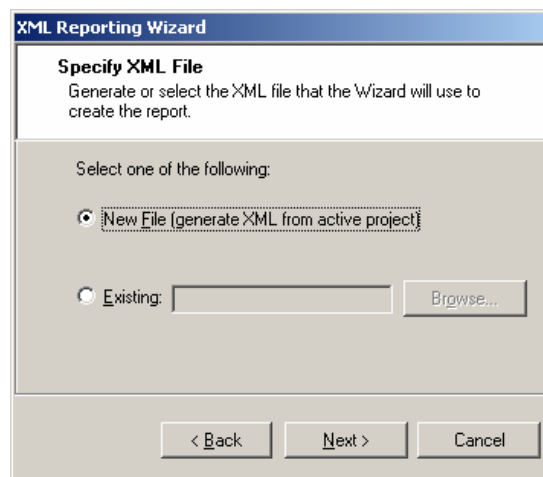 XML Reporting Wizard
Specify XML File
Generate or select the XML file that the Wizard will use to
create the report.
Select one of the following:
New File (generate XML from active project)
Existing:
Browse...
< Back
Next >
Cancel